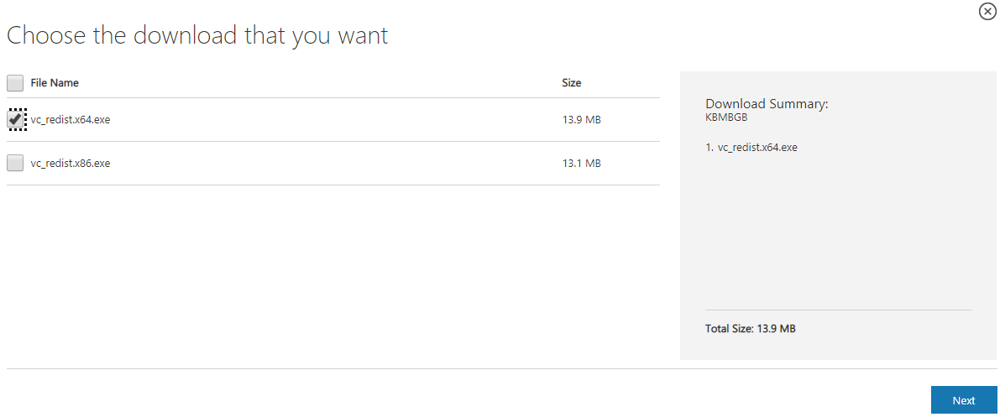 Choose the download that you want
File Name Size
vc_redist.x64.exe 13.9 MB
vc_redist.x86.exe 13.1 MB
Download Summary:
KBMBGB
1. vc_redist.x64.exe
Total Size: 13.9 MB
Next